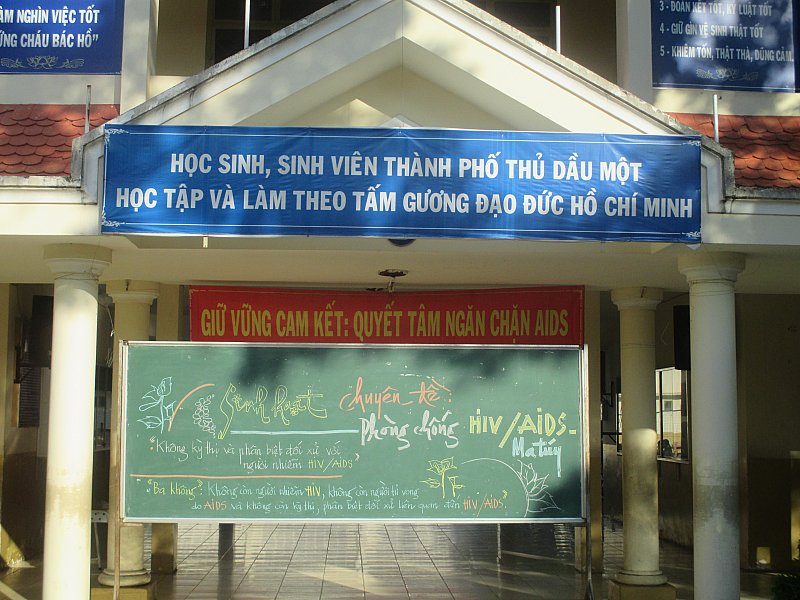 ÀM NGHÌN VIỆC TỐT
ỨNG CHÁU BÁC HỒ"
3 - ĐOÀN KẾT TỐT, KỶ LUẬT TỐT
4 - GIỮ GÌN VỆ SINH THẬT TỐT
5 - KHIÊM TỐN, THẬT THÀ, DŨNG CẢM.
HỌC SINH, SINH VIÊN THÀNH PHỐ THỦ DẦU MỘT
HỌC TẬP VÀ LÀM THEO TẤM GƯƠNG ĐẠO ĐỨC HỒ CHÍ MINH
GIỮ VỮNG CAM KẾT: QUYẾT TÂM NGĂN CHẶN AIDS
Sinh hoạt chuyên đề:
Phòng chống HIV/AIDS-
Ma túy
"Không kỳ thị và phân biệt đối xử với
người nhiễm HIV/AIDS"
"Ba không": Không còn người nhiễm HIV, không còn người tử vong
do AIDS và không còn kỳ thị, phân biệt đối xử liên quan đến HIV/AIDS".